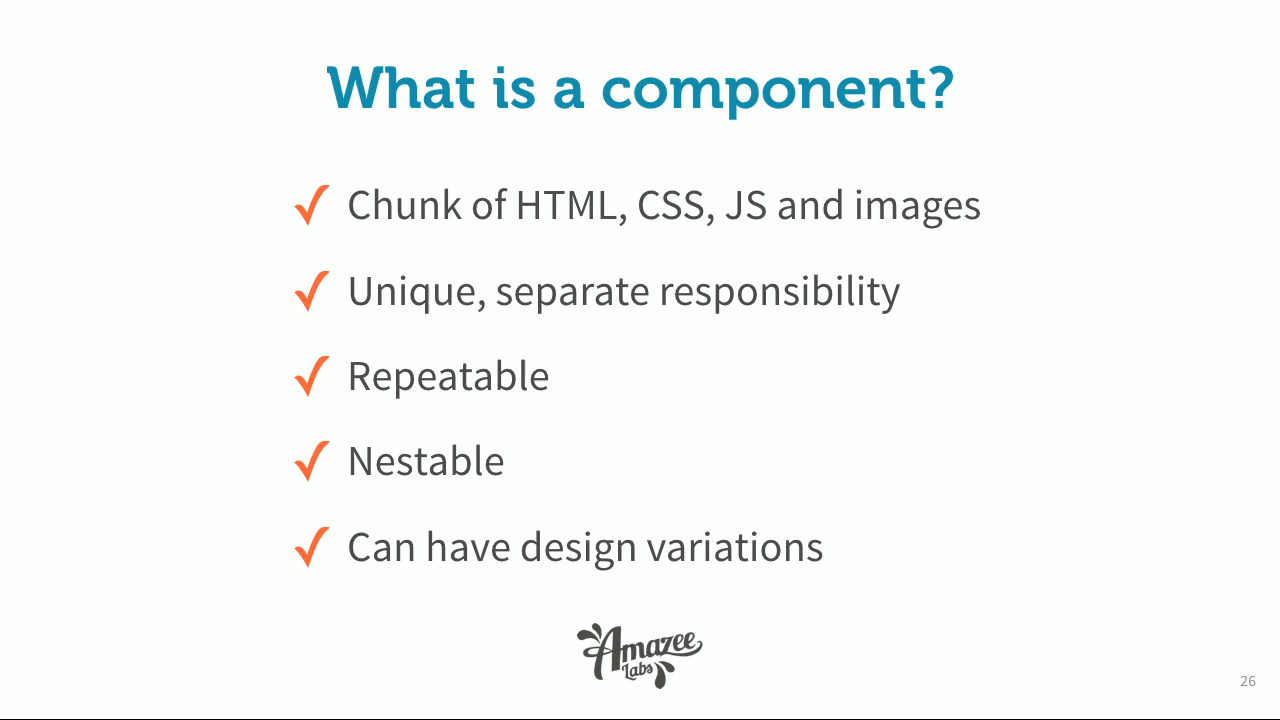 What is a component?
Chunk of HTML, CSS, JS and images
Unique, separate responsibility
Repeatable
Nestable
Can have design variations
Amazee
Labs
26